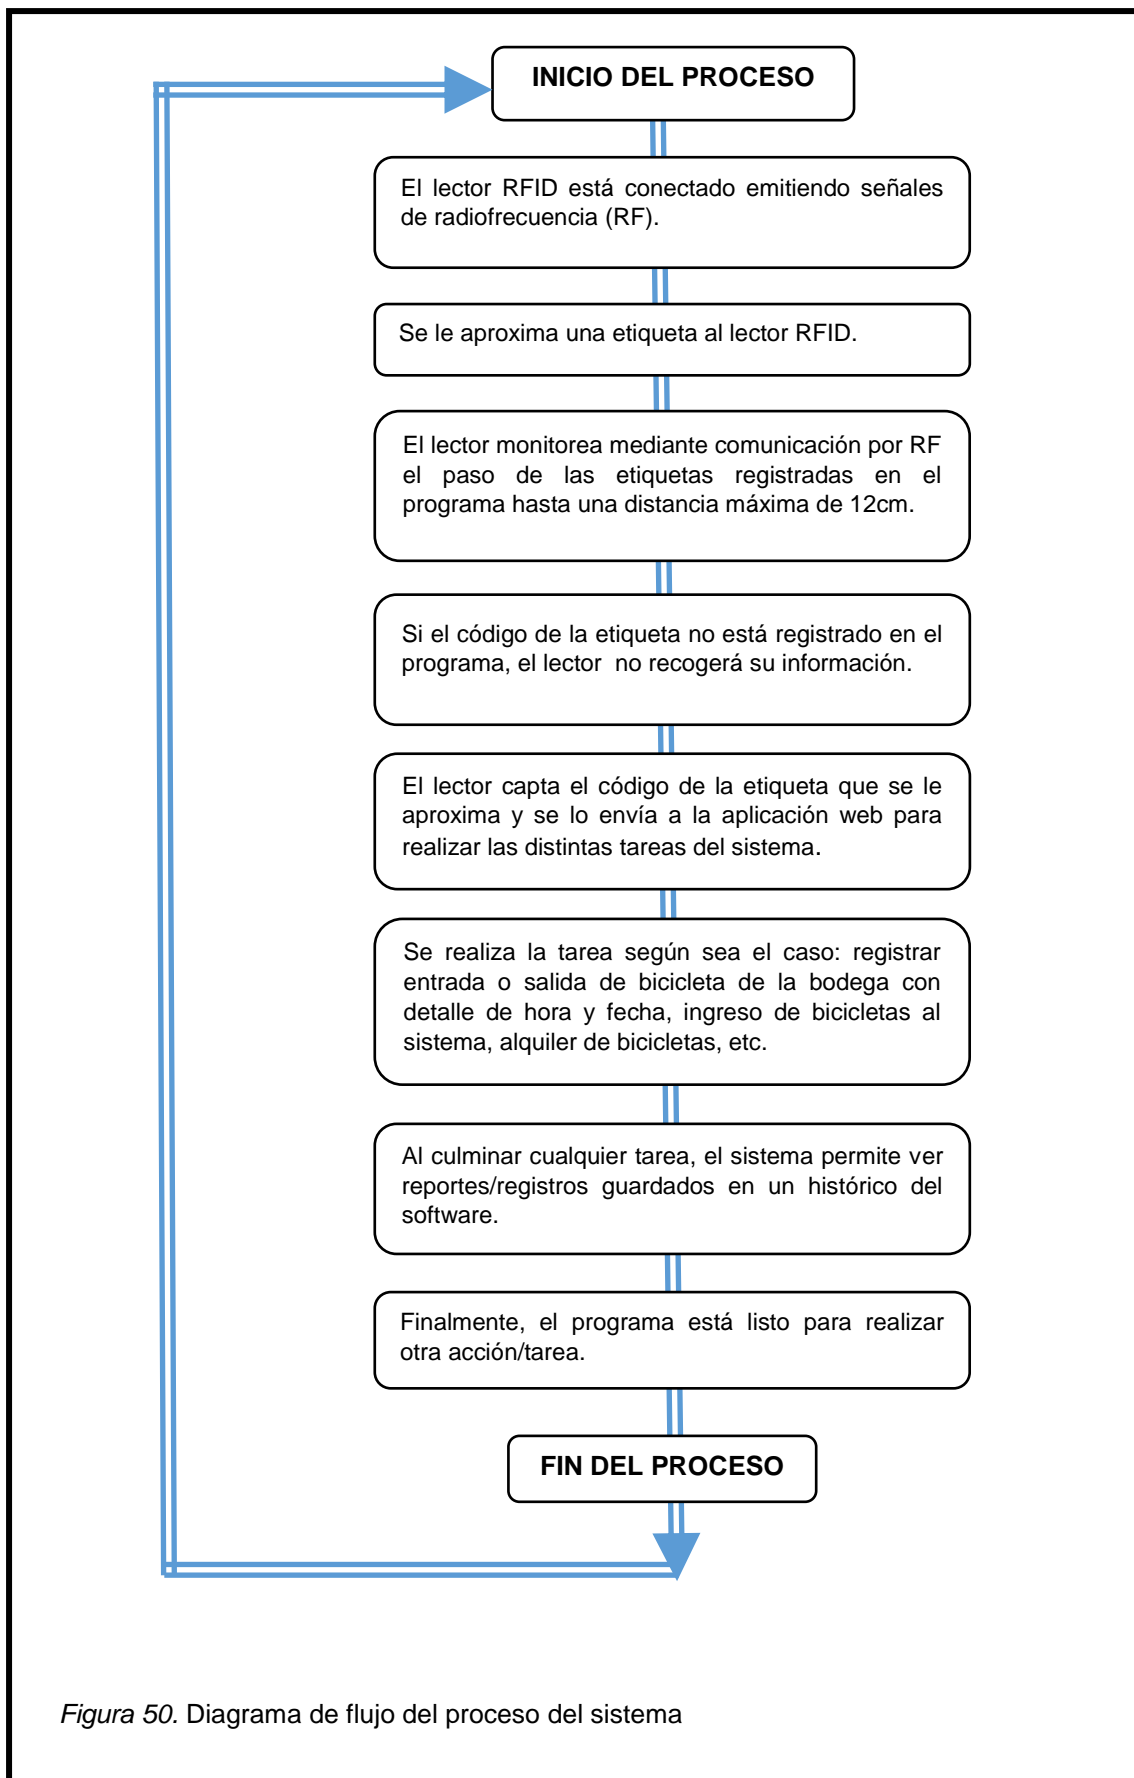 INICIO DEL PROCESO
El lector RFID está conectado emitiendo señales
de radiofrecuencia (RF).
Se le aproxima una etiqueta al lector RFID.
El lector monitorea mediante comunicación por RF
el paso de las etiquetas registradas en el
programa hasta una distancia máxima de 12cm.
Si el código de la etiqueta no está registrado en el
programa, el lector no recogerá su información.
El lector capta el código de la etiqueta que se le
aproxima y se lo envía a la aplicación web para
realizar las distintas tareas del sistema.
Se realiza la tarea según sea el caso: registrar
entrada o salida de bicicleta de la bodega con
detalle de hora y fecha, ingreso de bicicletas al
sistema, alquiler de bicicletas, etc.
Al culminar cualquier tarea, el sistema permite ver
reportes/registros guardados en un histórico del
software.
Finalmente, el programa está listo para realizar
otra acción/tarea.
FIN DEL PROCESO
Figura 50. Diagrama de flujo del proceso del sistema